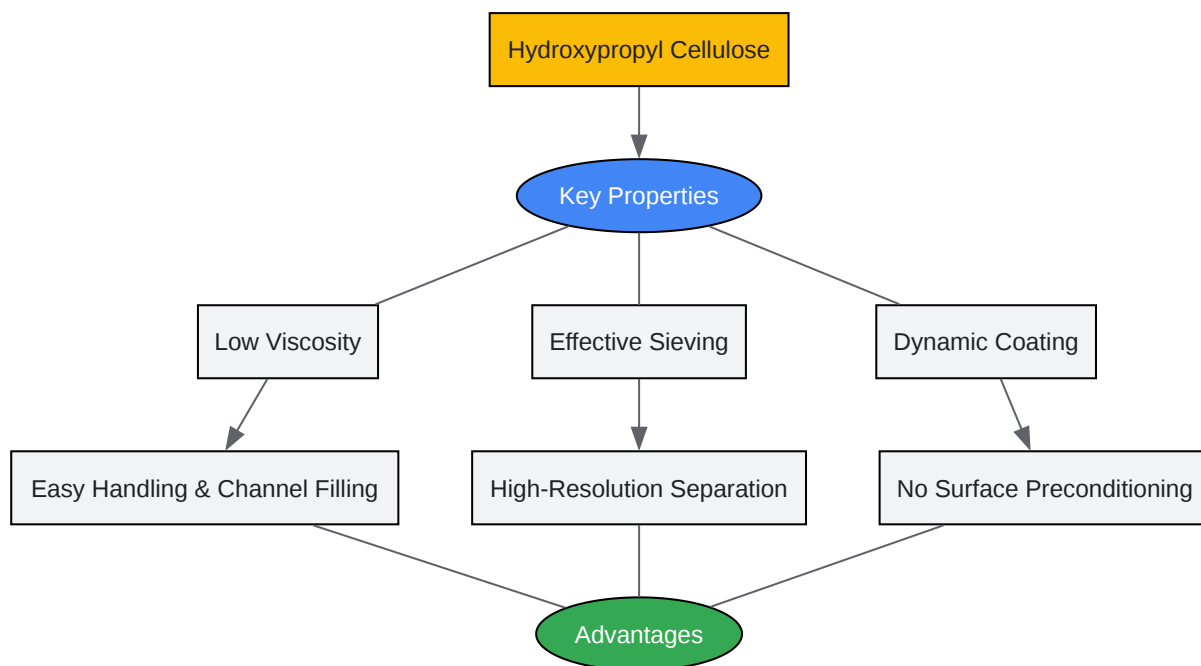 Hydroxypropyl Cellulose
Key Properties
Low Viscosity
Effective Sieving
Dynamic Coating
Easy Handling & Channel Filling
High-Resolution Separation
No Surface Preconditioning
Advantages